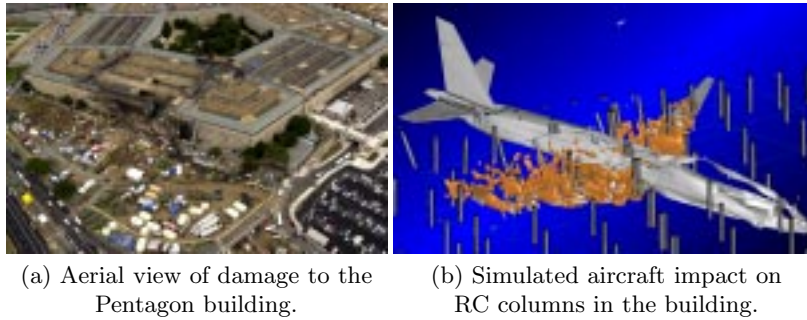 (a) Aerial view of damage to the
Pentagon building.
(b) Simulated aircraft impact on
RC columns in the building.